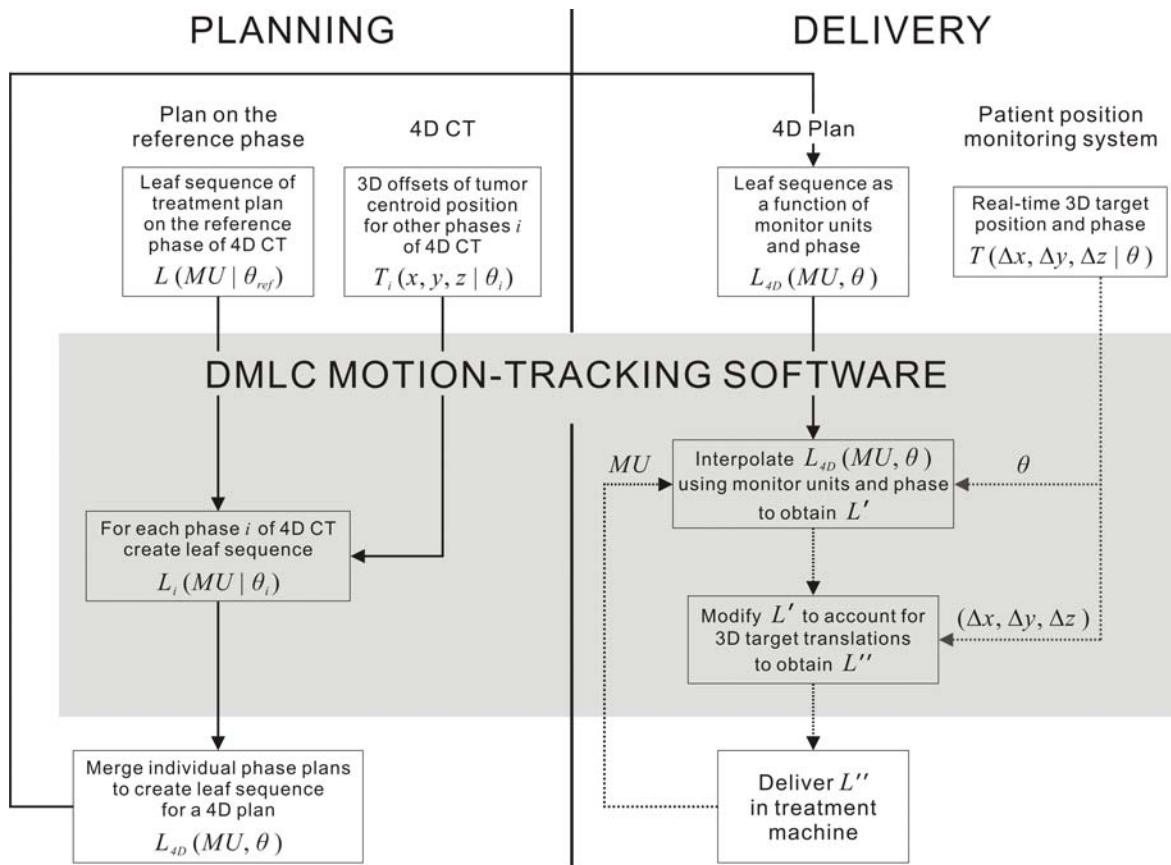 PLANNING
DELIVERY
Plan on the
reference phase
4D CT
4D Plan
Patient position
monitoring system
Leaf sequence of
treatment plan
on the reference
phase of 4D CT
L (MU | θref)
3D offsets of tumor
centroid position
for other phases i
of 4D CT
Ti (x, y, z | θi)
Leaf sequence as
a function of
monitor units
and phase
L4D (MU, θ)
Real-time 3D target
position and phase
T (Δx, Δy, Δz | θ)
DMLC MOTION-TRACKING SOFTWARE
For each phase i of 4D CT
create leaf sequence
Li (MU | θi)
MU
Interpolate L4D (MU, θ)
using monitor units and phase
to obtain L′
θ
Modify L′ to account for
3D target translations
to obtain L′′
(Δx, Δy, Δz)
Merge individual phase plans
to create leaf sequence
for a 4D plan
L4D (MU, θ)
Deliver L′′
in treatment
machine